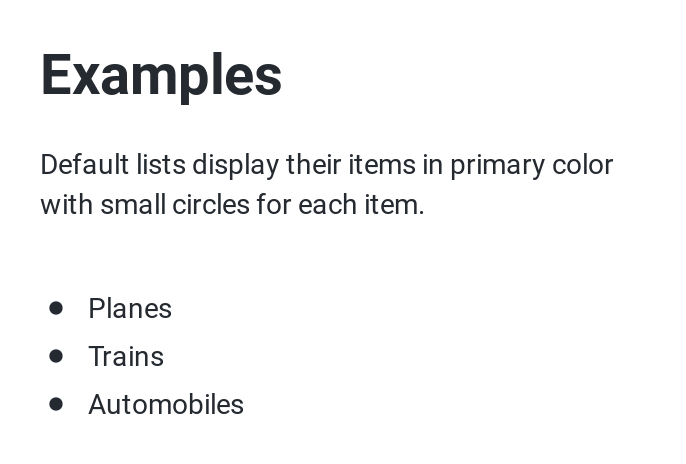 Examples
Default lists display their items in primary color
with small circles for each item.
● Planes
● Trains
● Automobiles